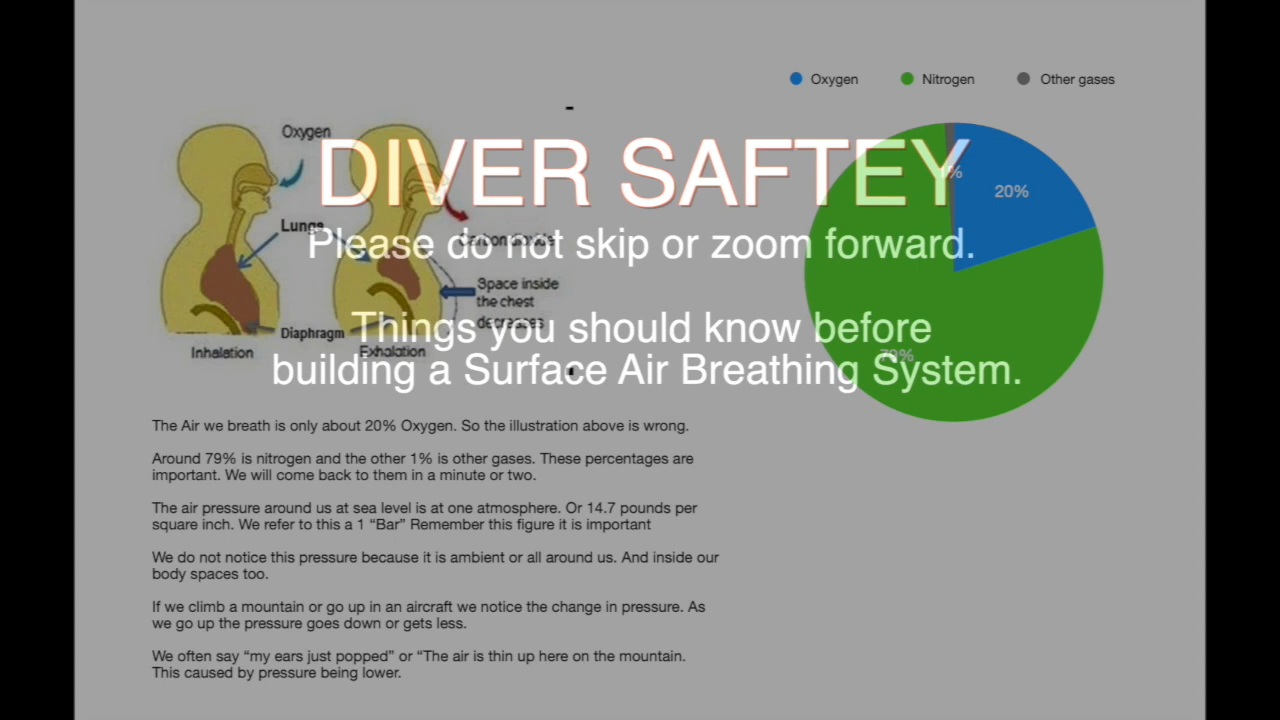 Oxygen Nitrogen Other gases
Oxygen
DIVER SAFTEY
20%
Lungs
Please do not skip or zoom forward.
Carbon dioxide
Space inside
the chest
decreases
Things you should know before
Diaphragm
Inhalation Exhalation
79%
building a Surface Air Breathing System.
The Air we breath is only about 20% Oxygen. So the illustration above is wrong.
Around 79% is nitrogen and the other 1% is other gases. These percentages are
important. We will come back to them in a minute or two.
The air pressure around us at sea level is at one atmosphere. Or 14.7 pounds per
square inch. We refer to this a 1 “Bar” Remember this figure it is important
We do not notice this pressure because it is ambient or all around us. And inside our
body spaces too.
If we climb a mountain or go up in an aircraft we notice the change in pressure. As
we go up the pressure goes down or gets less.
We often say “my ears just popped” or “The air is thin up here on the mountain.
This caused by pressure being lower.